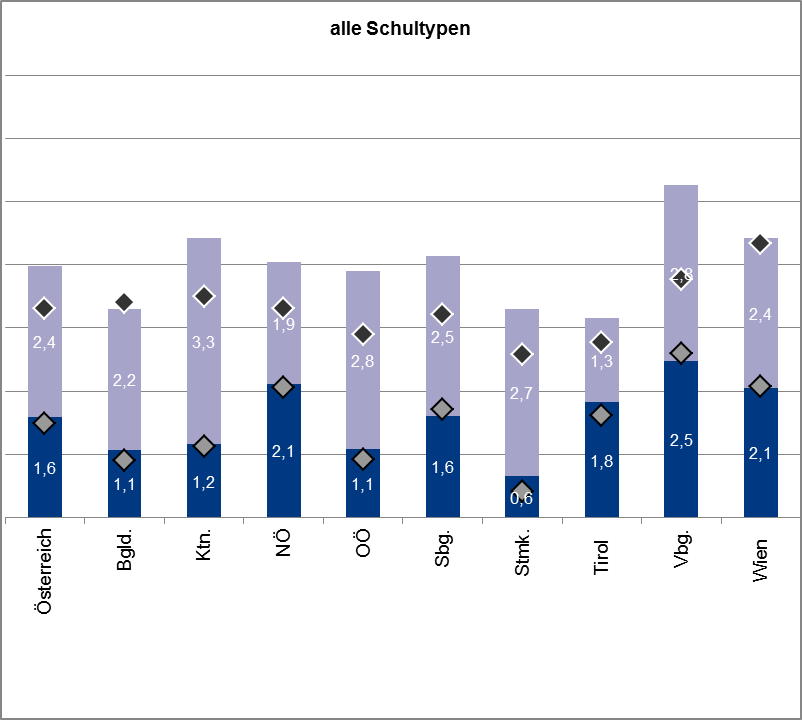 alle Schultypen
2,4 2,2 3,3 1,9 2,8 2,5 2,7 1,3 2,8 2,4
1,6 1,1 1,2 2,1 1,1 1,6 0,6 1,8 2,5 2,1
Österreich Bgld. Ktn. NÖ OÖ Sbg. Stmk. Tirol Vbg. Wien